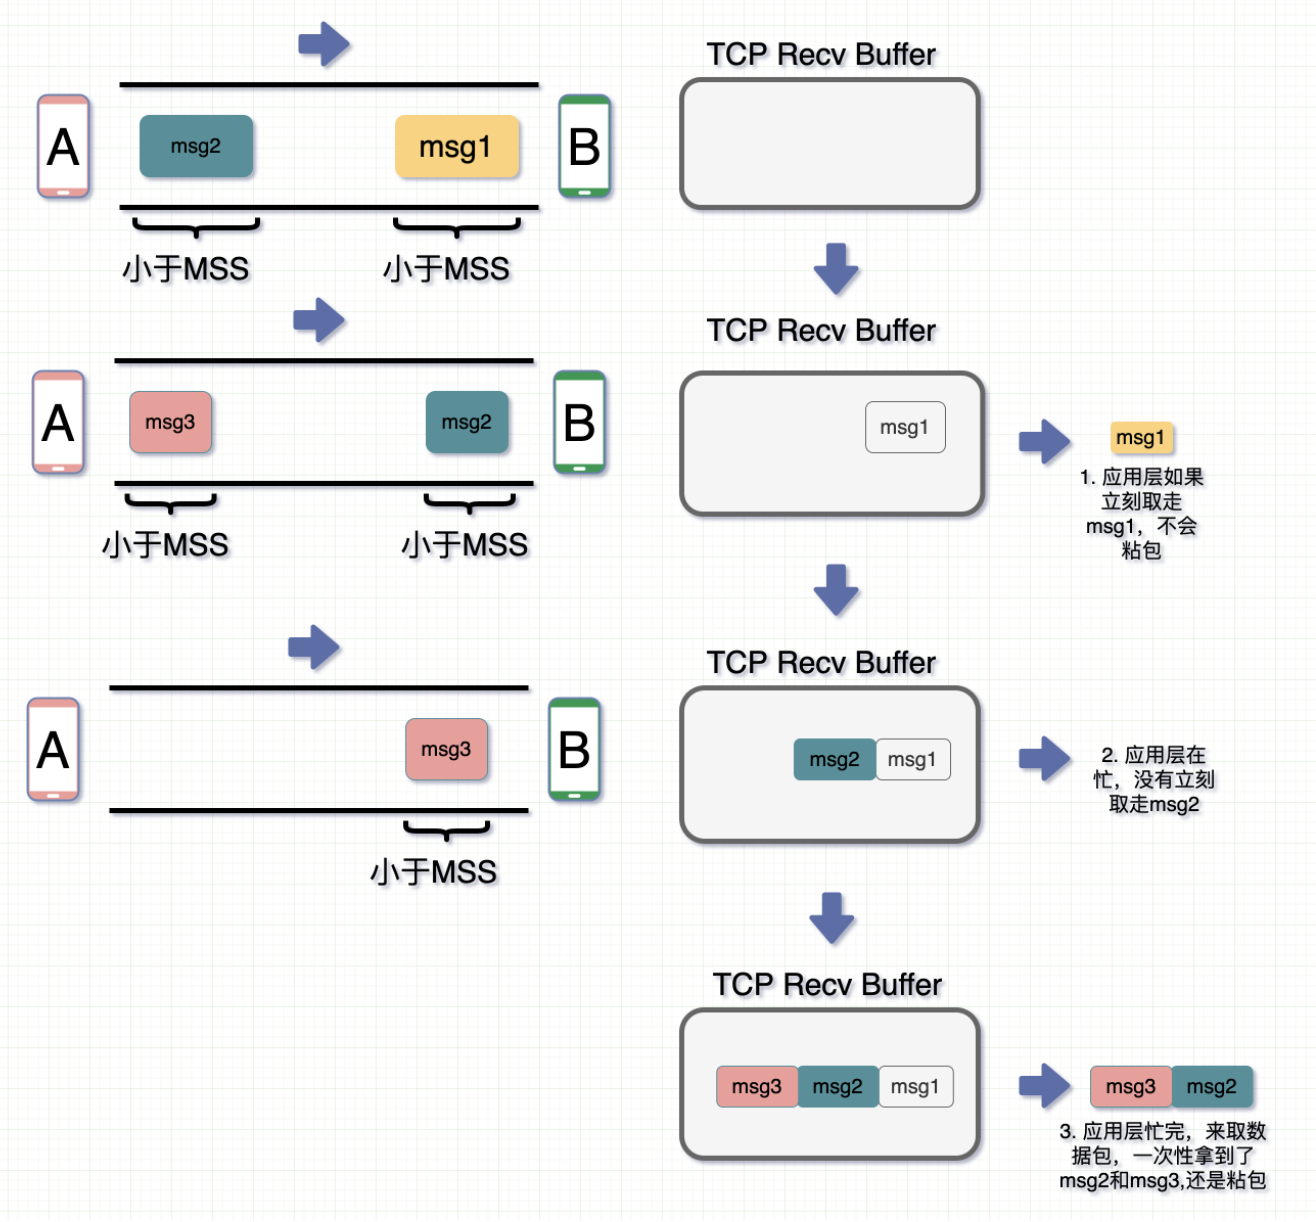 TCP Recv Buffer
A
msg2
msg1
B
小于MSS
小于MSS
TCP Recv Buffer
A
msg3
msg2
B
msg1
msg1
小于MSS
小于MSS
1. 应用层如果
立刻取走
msg1，不会
粘包
TCP Recv Buffer
A
msg3
B
msg2
msg1
2. 应用层在
忙，没有立刻
取走msg2
小于MSS
TCP Recv Buffer
msg3
msg2
msg1
msg3
msg2
3. 应用层忙完，来取数
据包，一次性拿到了
msg2和msg3,还是粘包